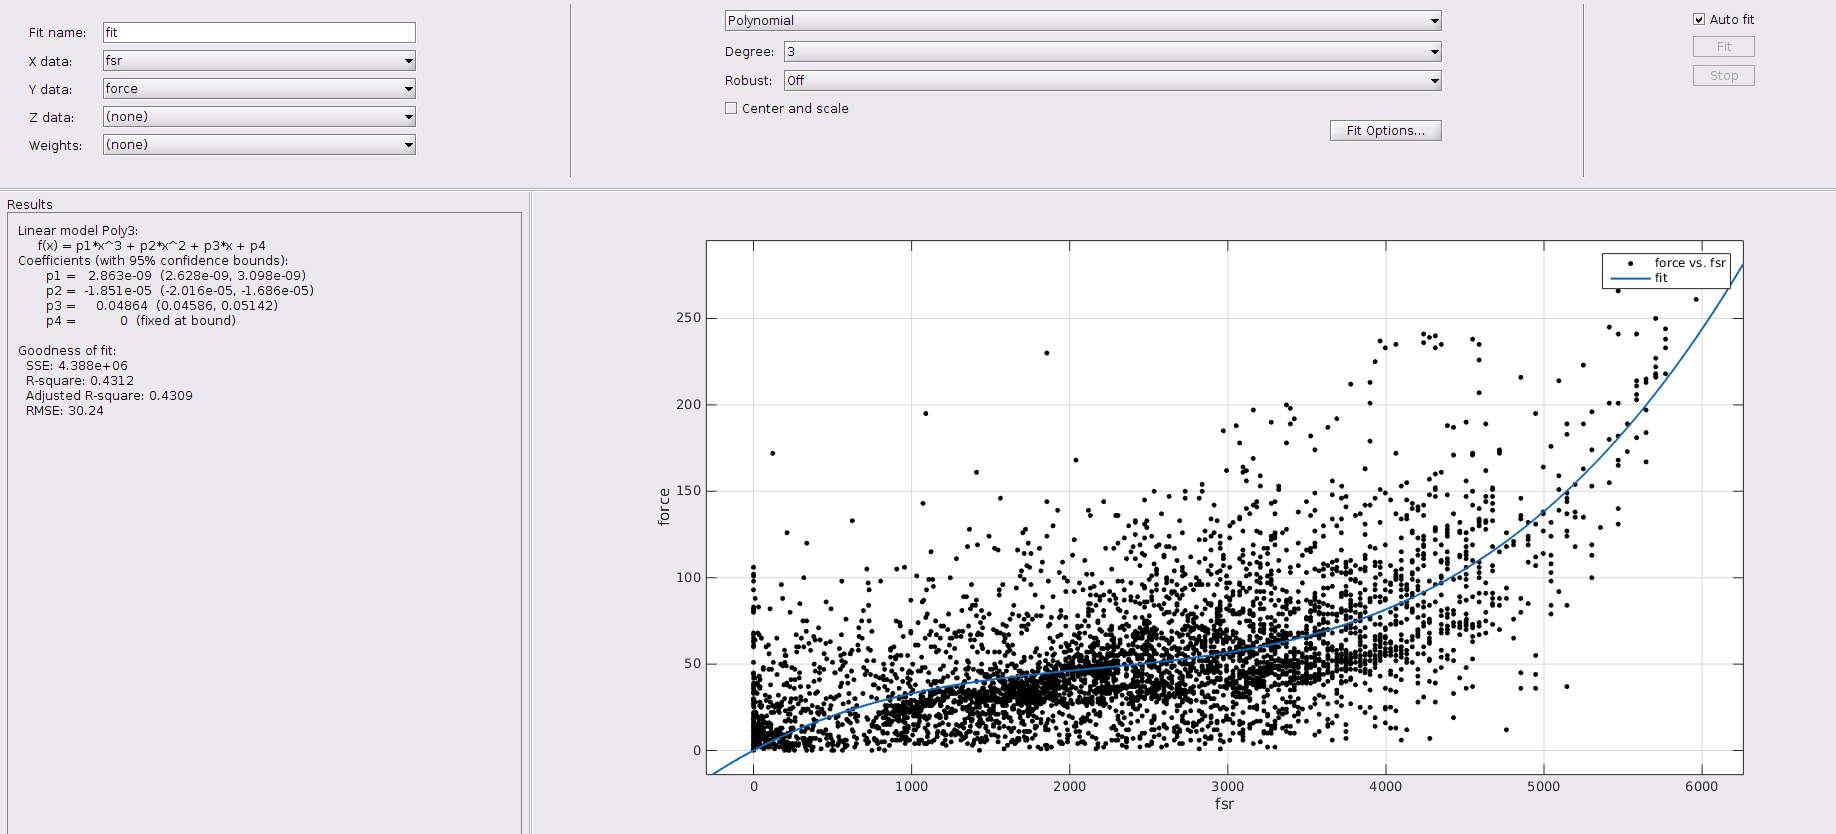 Fit name: fit
X data: fsr
Y data: force
Z data: (none)
Weights: (none)
Polynomial
Degree: 3
Robust: Off
Center and scale
Fit Options...
Auto fit
Fit
Stop
Results
Linear model Poly3:
f(x) = p1*x^3 + p2*x^2 + p3*x + p4
Coefficients (with 95% confidence bounds):
p1 = 2.863e-09 (2.628e-09, 3.098e-09)
p2 = -1.851e-05 (-2.016e-05, -1.686e-05)
p3 = 0.04864 (0.04586, 0.05142)
p4 = 0 (fixed at bound)
Goodness of fit:
SSE: 4.388e+06
R-square: 0.4312
Adjusted R-square: 0.4309
RMSE: 30.24
force vs. fsr
fit
250
200
150
100
50
0
force
0 1000 2000 3000 4000 5000 6000
fsr